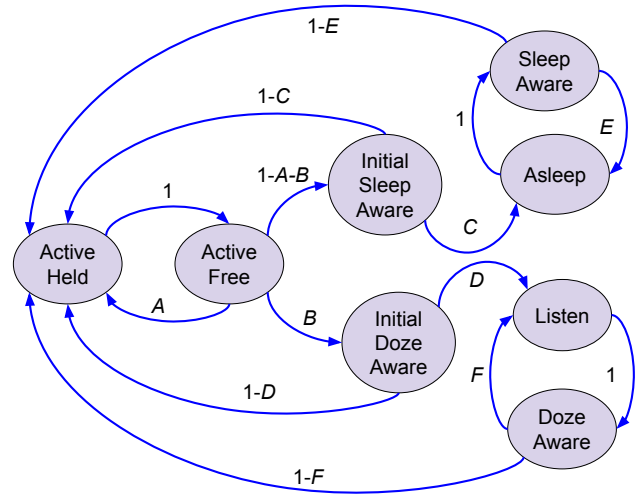 1-E
Sleep
Aware
E
1
Asleep
1-C
Initial
Sleep
Aware
C
1-A-B
1
Active
Held
Active
Free
A
B
Initial
Doze
Aware
D
Listen
1
F
Doze
Aware
1-D
1-F